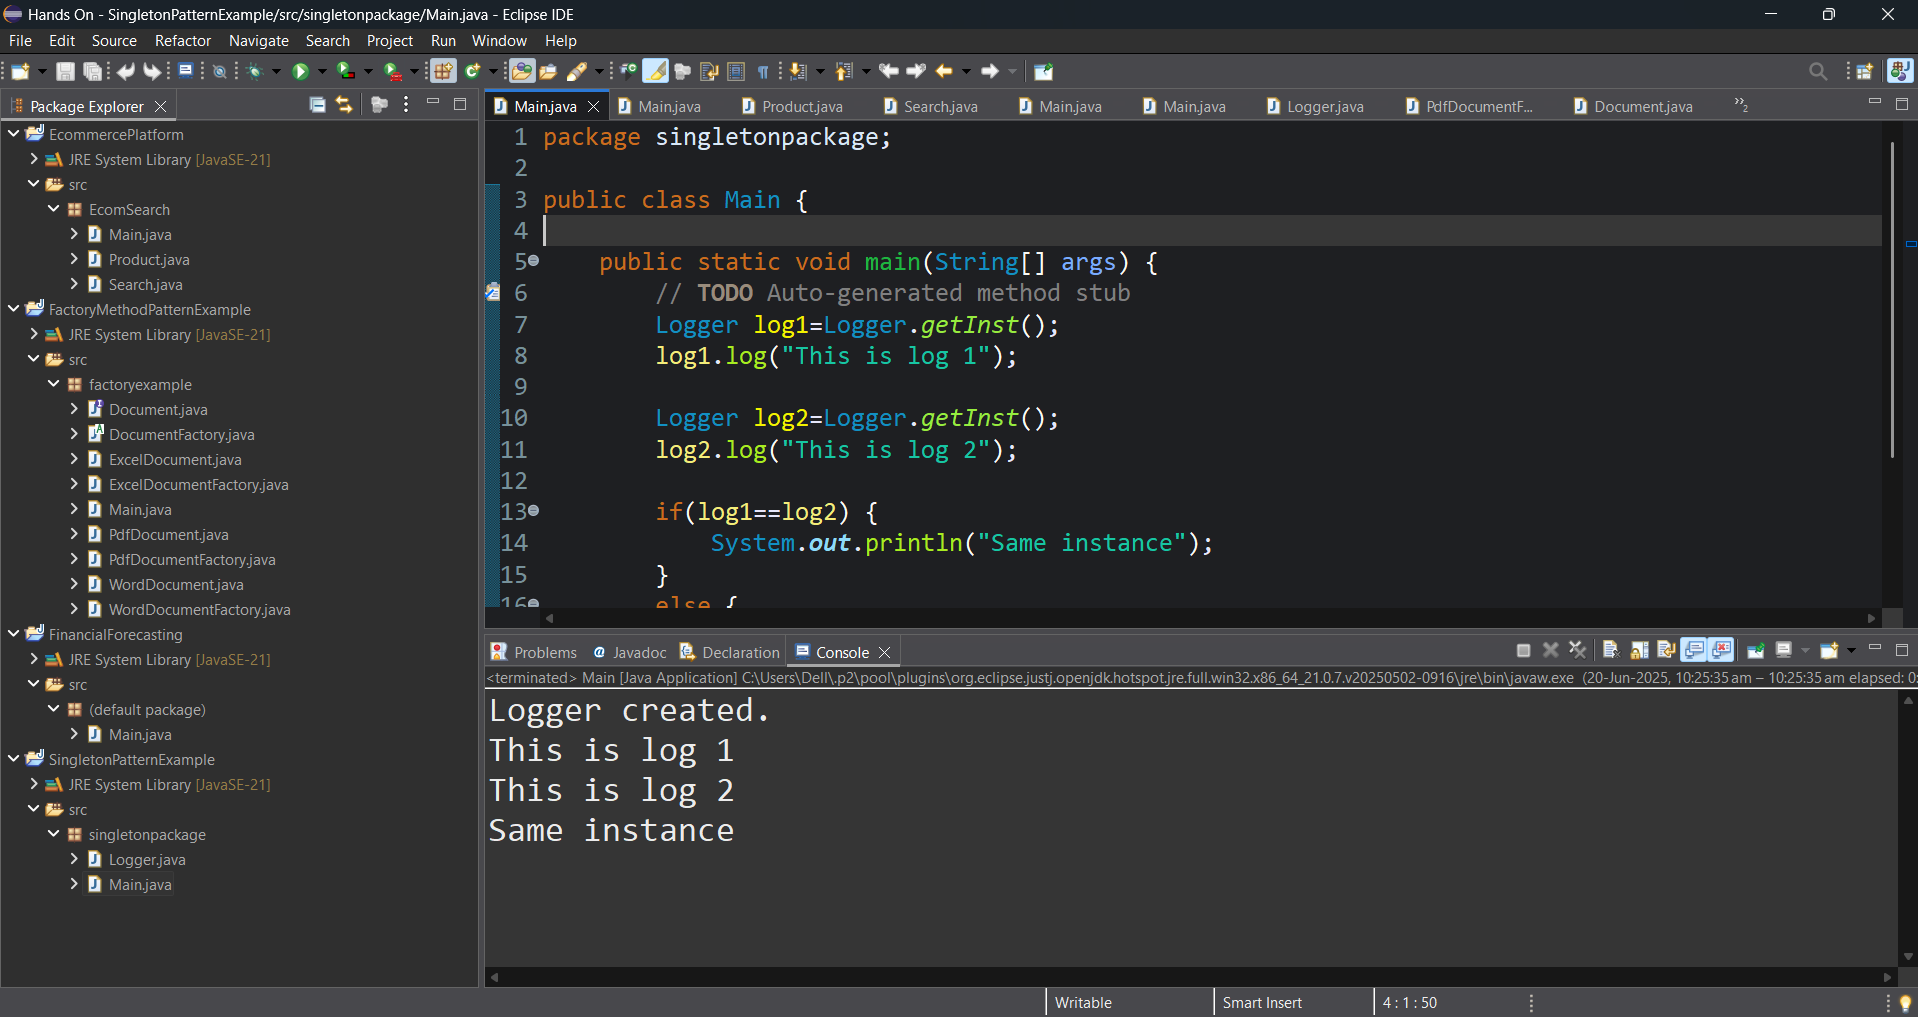 Hands On - SingletonPatternExample/src/singletonpackage/Main.java - Eclipse IDE
File Edit Source Refactor Navigate Search Project Run Window Help
Package Explorer
EcommercePlatform
JRE System Library [JavaSE-21]
src
EcomSearch
Main.java
Product.java
Search.java
FactoryMethodPatternExample
JRE System Library [JavaSE-21]
src
factoryexample
Document.java
DocumentFactory.java
ExcelDocument.java
ExcelDocumentFactory.java
Main.java
PdfDocument.java
PdfDocumentFactory.java
WordDocument.java
WordDocumentFactory.java
FinancialForecasting
JRE System Library [JavaSE-21]
src
(default package)
Main.java
SingletonPatternExample
JRE System Library [JavaSE-21]
src
singletonpackage
Logger.java
Main.java
Main.java Main.java Product.java Search.java Main.java Main.java Logger.java PdfDocumentF... Document.java »2
1 package singletonpackage;
2
3 public class Main {
4
5 public static void main(String[] args) {
6 // TODO Auto-generated method stub
7 Logger log1=Logger.getInst();
8 log1.log("This is log 1");
9
10 Logger log2=Logger.getInst();
11 log2.log("This is log 2");
12
13 if(log1==log2) {
14 System.out.println("Same instance");
15 }
16 else {
Problems Javadoc Declaration Console
<terminated> Main [Java Application] C:\Users\Dell\.p2\pool\plugins\org.eclipse.justj.openjdk.hotspot.jre.full.win32.x86_64_21.0.7.v20250502-0916\jre\bin\javaw.exe (20-Jun-2025, 10:25:35 am – 10:25:35 am elapsed: 0:
Logger created.
This is log 1
This is log 2
Same instance
Writable Smart Insert 4 : 1 : 50